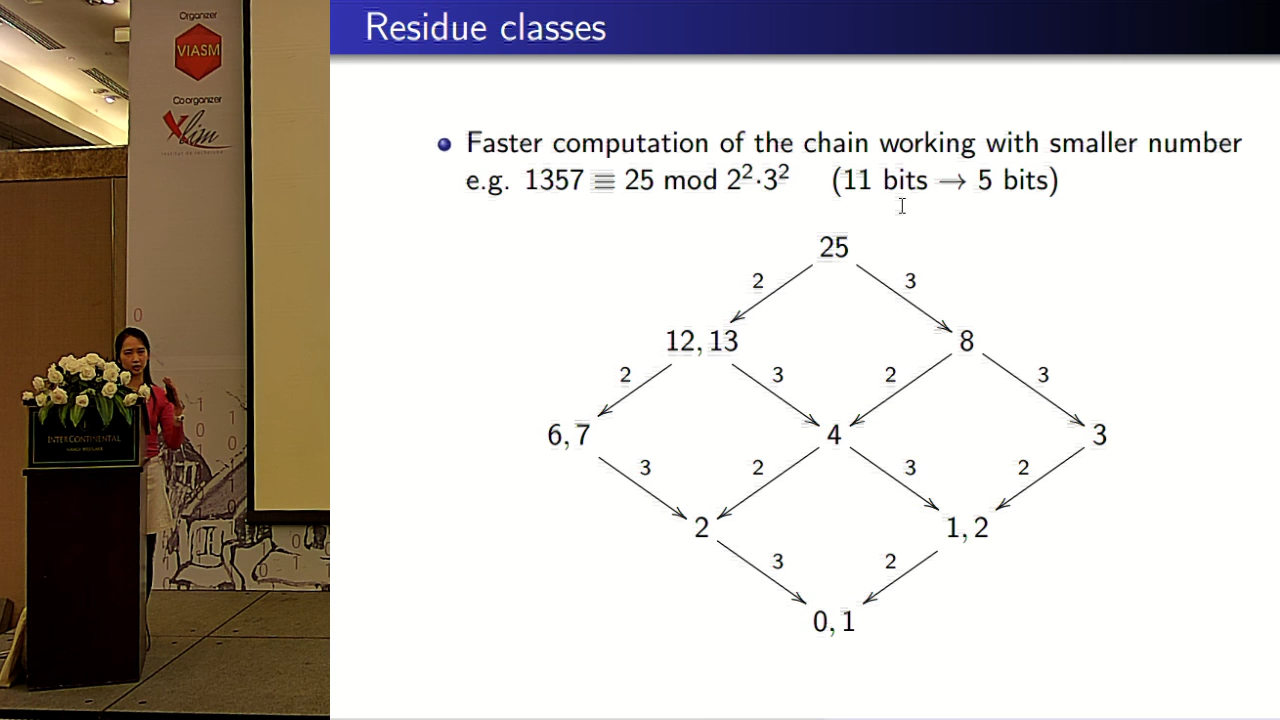 Organizer
VIASM
Coorganizer
Xlim
INTERCONTINENTAL
Residue classes
Faster computation of the chain working with smaller number
e.g. 1357 ≡ 25 mod 2²·3² (11 bits → 5 bits)
25
2 3
12, 13 8
2 3 2 3
6, 7 4 3
3 2 3 2
2 1, 2
3 2
0, 1